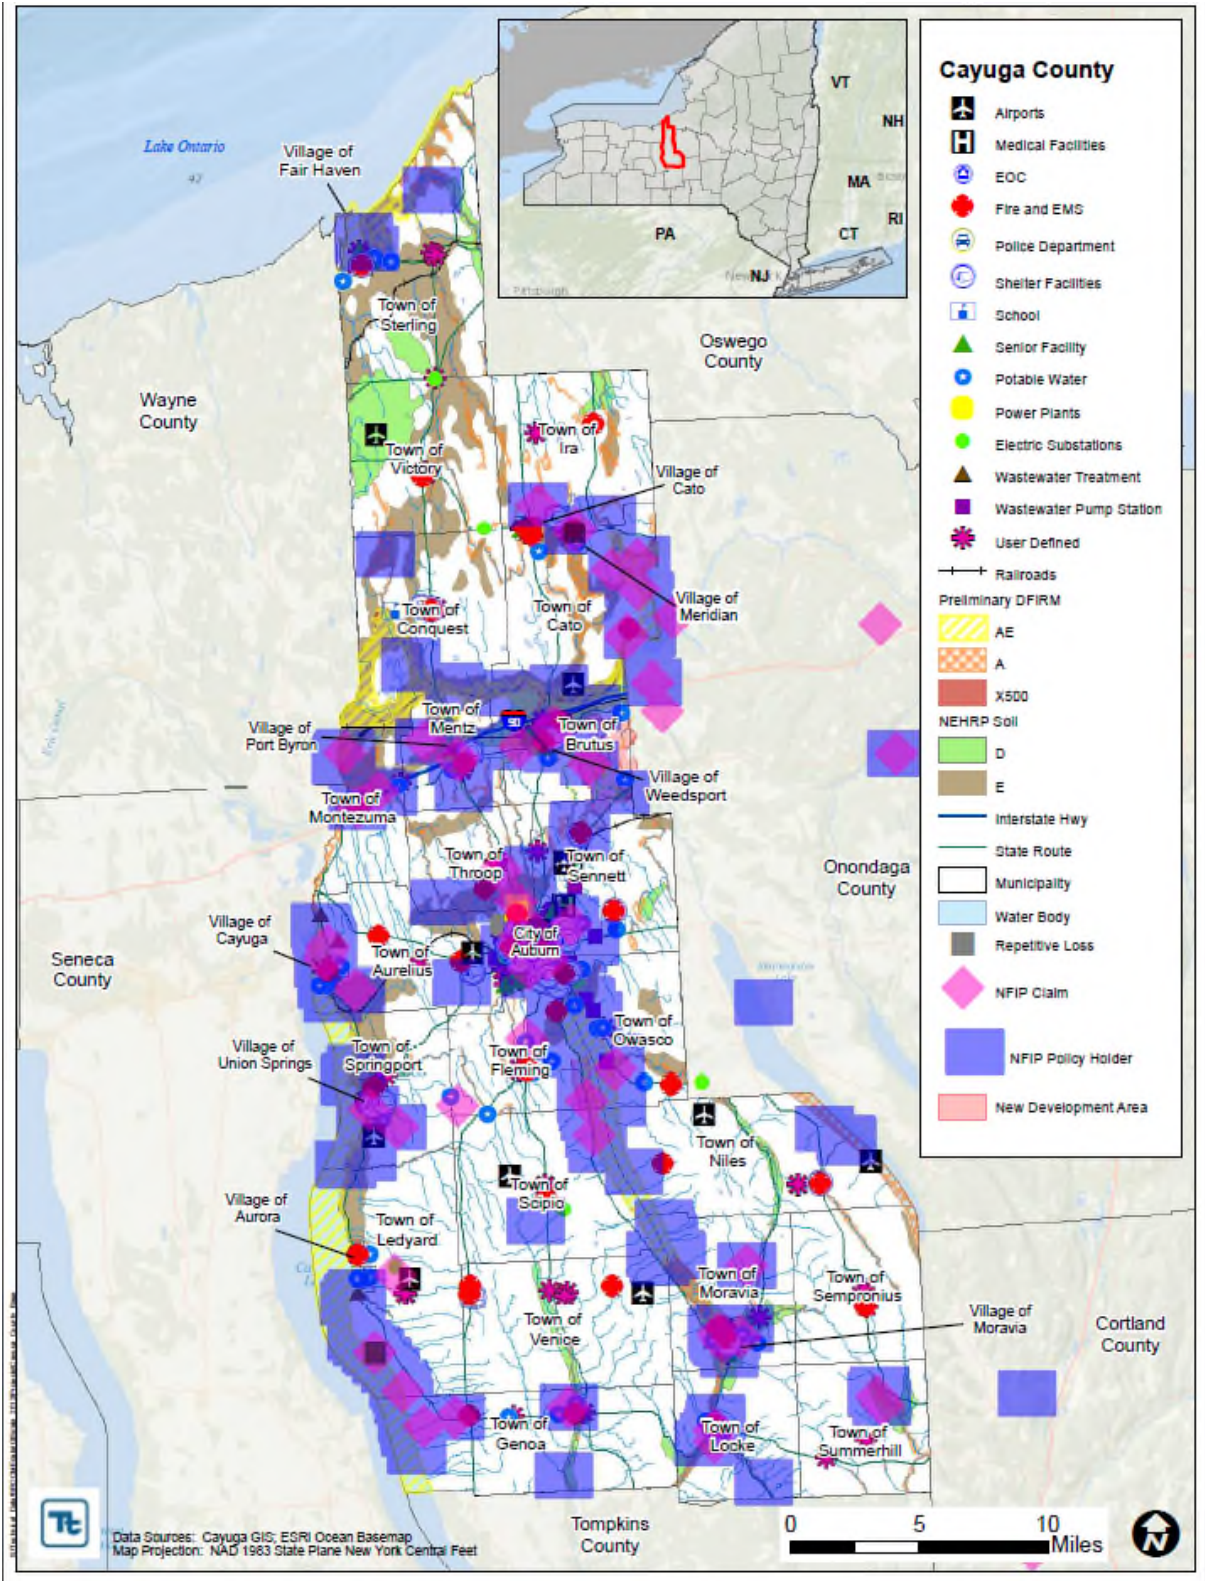 Lake Ontario
42
Village of
Fair Haven
Town of
Sterling
Wayne
County
Oswego
County
Town of
Victory
Town of
Ira
Village of
Cato
Village of
Meridian
Town of
Conquest
Town of
Cato
Village of
Port Byron
Town of
Mentz
90
Town of
Brutus
Village of
Weedsport
Town of
Montezuma
Town of
Throop
Town of
Sennett
Onondaga
County
Village of
Cayuga
City of
Auburn
Town of
Aurelius
Seneca
County
Village of
Union Springs
Town of
Springport
Town of
Fleming
Town of
Owasco
Town of
Niles
Village of
Aurora
Town of
Scipio
Town of
Ledyard
Town of
Moravia
Town of
Sempronius
Town of
Venice
Village of
Moravia
Cortland
County
Town of
Genoa
Town of
Locke
Town of
Summerhill
Tompkins
County
VT
NH
MA
RI
CT
PA
NJ
Pittsburgh
Cayuga County
Airports
H Medical Facilities
EOC
Fire and EMS
Police Department
Shelter Facilities
School
Senior Facility
Potable Water
Power Plants
Electric Substations
Wastewater Treatment
Wastewater Pump Station
User Defined
Railroads
Preliminary DFIRM
AE
A
X500
NEHRP Soil
D
E
Interstate Hwy
State Route
Municipality
Water Body
Repetitive Loss
NFIP Claim
NFIP Policy Holder
New Development Area
Tt
Data Sources: Cayuga GIS; ESRI Ocean Basemap
Map Projection: NAD 1983 State Plane New York Central Feet
0 5 10
Miles
N